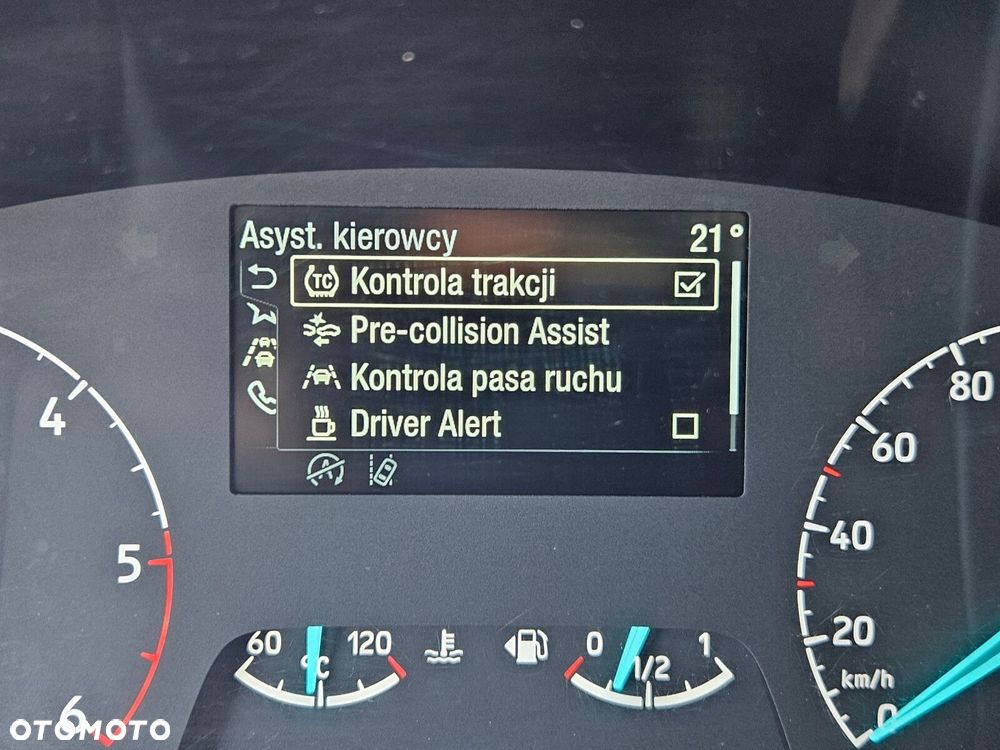 Asyst. kierowcy 21°
TC Kontrola trakcji
Pre-collision Assist
Kontrola pasa ruchu
Driver Alert
A
4
5
6
60 120
°C
0 1/2 1
80
60
40
20
km/h
0
OTOMOTO